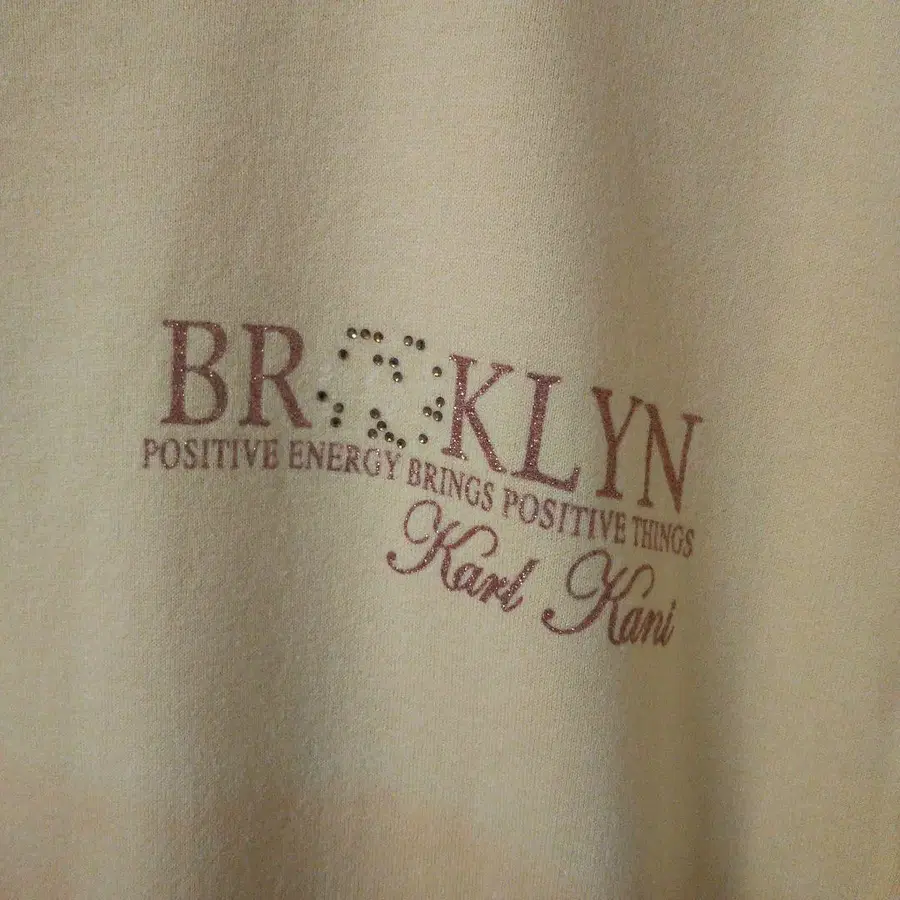 BROOKLYN
POSITIVE ENERGY BRINGS POSITIVE THINGS
Karl Kani